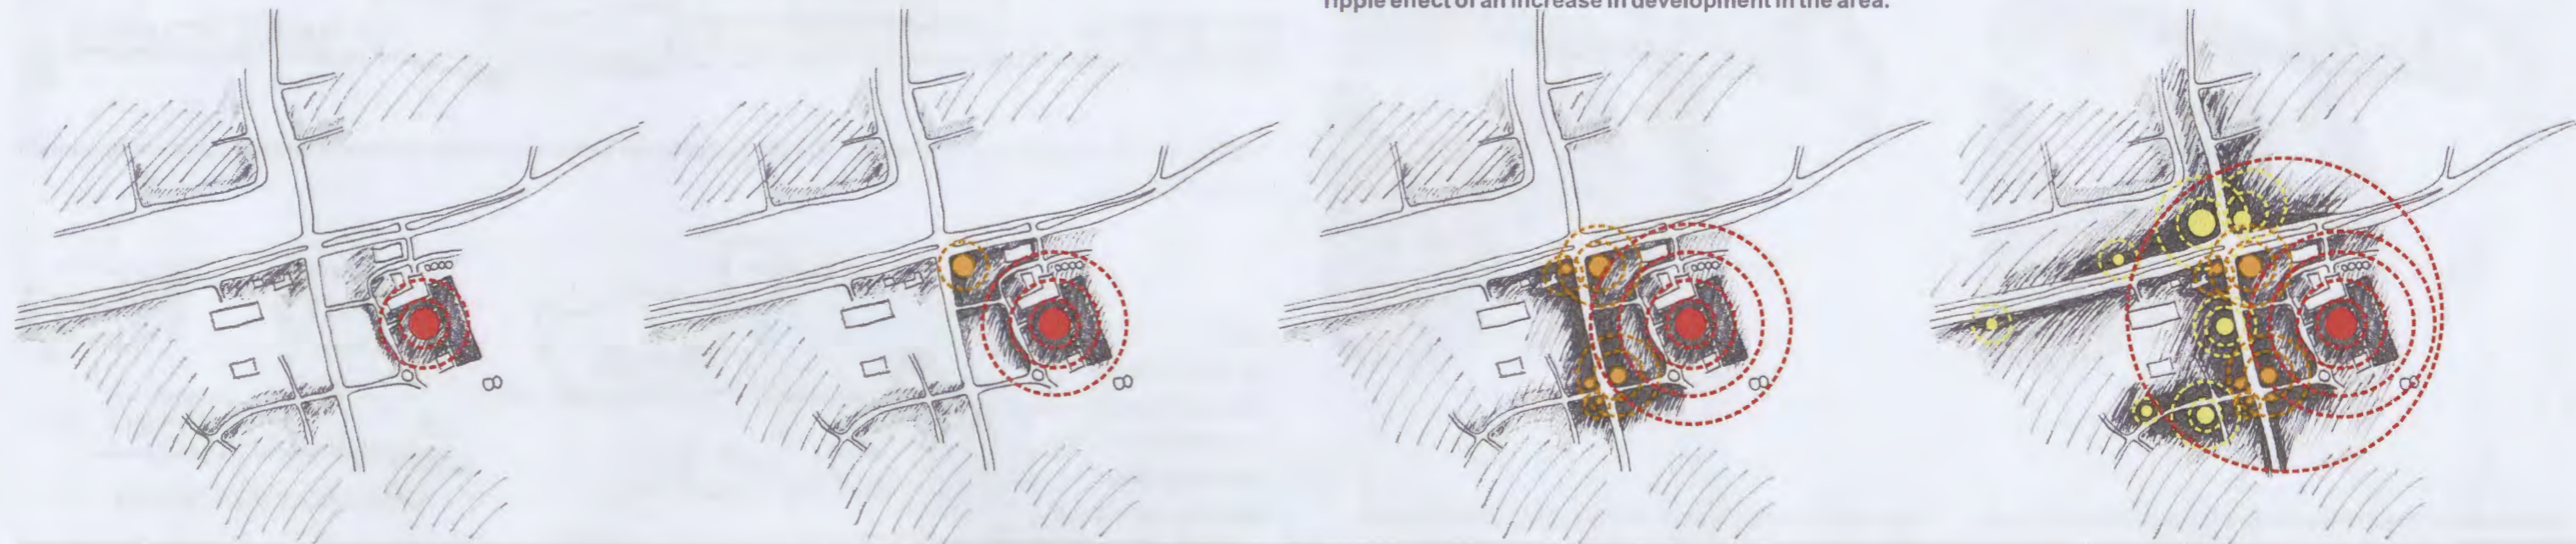 ripple effect of an increase in development in the area.